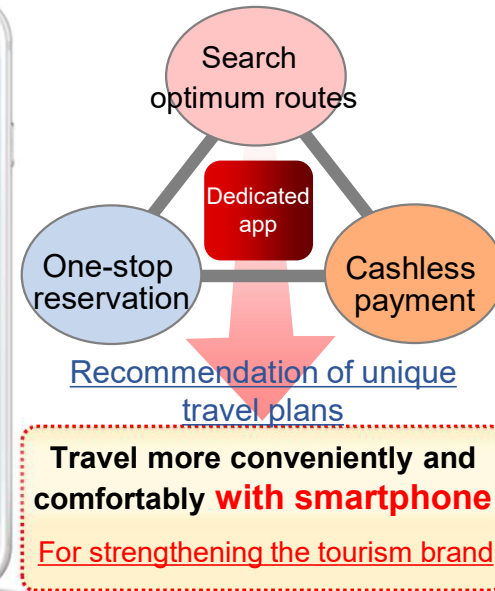 Search
optimum routes
Dedicated
app
One-stop
reservation
Cashless
payment
Recommendation of unique
travel plans
Travel more conveniently and
comfortably with smartphone
For strengthening the tourism brand